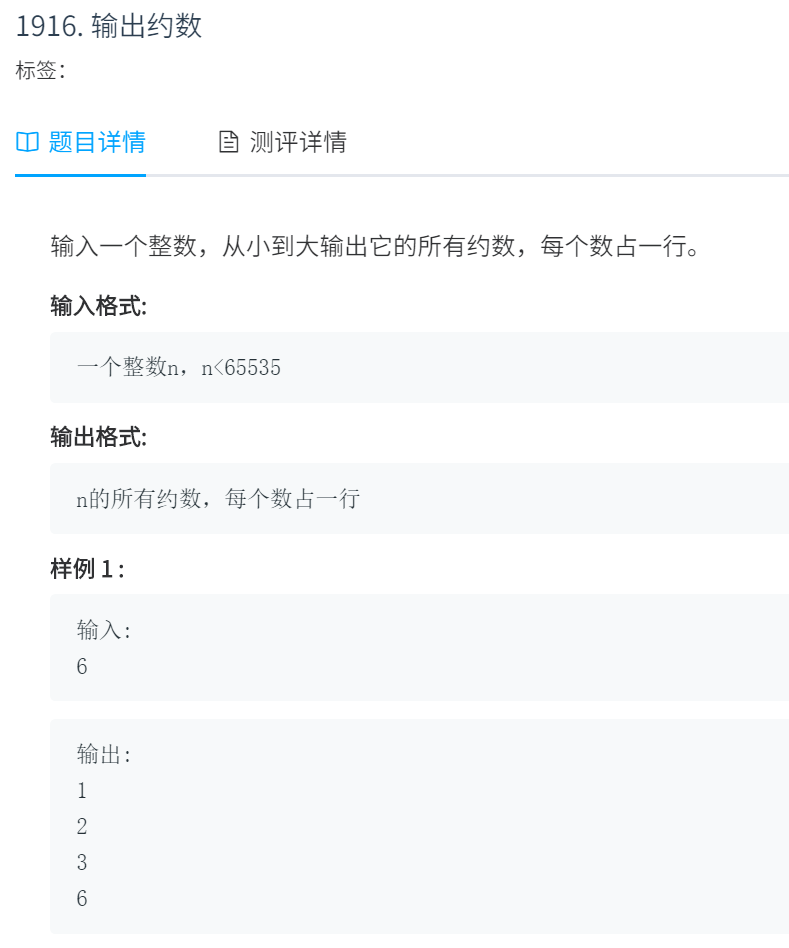 1916. 输出约数
标签：
题目详情 测评详情
输入一个整数，从小到大输出它的所有约数，每个数占一行。
输入格式:
一个整数n，n<65535
输出格式:
n的所有约数，每个数占一行
样例 1 :
输入:
6
输出:
1
2
3
6